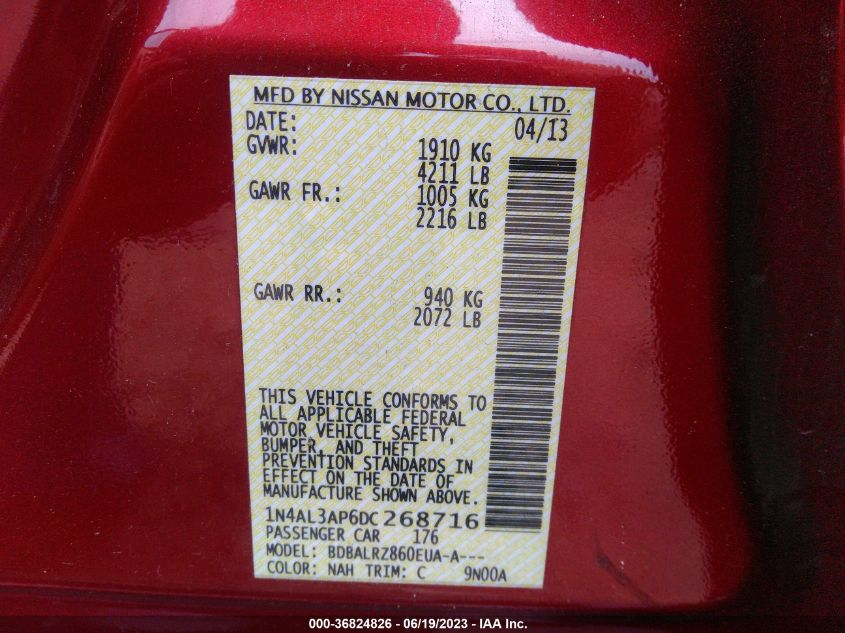 MFD BY NISSAN MOTOR CO., LTD.
DATE: 04/13
GVWR: 1910 KG
4211 LB
GAWR FR.: 1005 KG
2216 LB
GAWR RR.: 940 KG
2072 LB
THIS VEHICLE CONFORMS TO
ALL APPLICABLE FEDERAL
MOTOR VEHICLE SAFETY,
BUMPER, AND THEFT
PREVENTION STANDARDS IN
EFFECT ON THE DATE OF
MANUFACTURE SHOWN ABOVE.
1N4AL3AP6DC268716
PASSENGER CAR 176
MODEL: BDBALRZ860EUA-A---
COLOR: NAH TRIM: C 9N00A
000-36824826 - 06/19/2023 - IAA Inc.